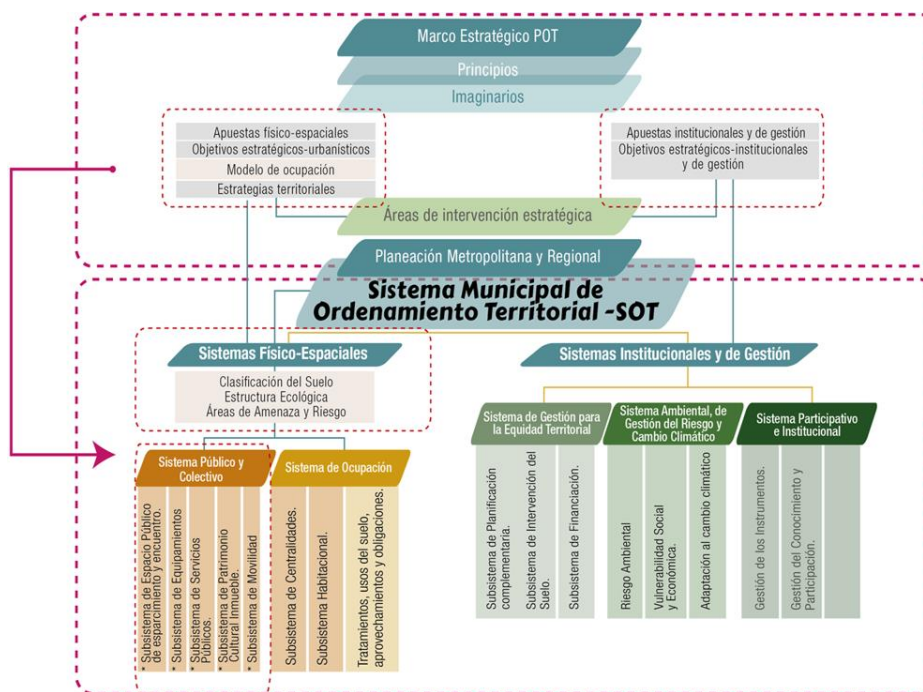 Marco Estratégico POT
Principios
Imaginarios
Apuestas físico-espaciales
Objetivos estratégicos-urbanísticos
Modelo de ocupación
Estrategias territoriales
Apuestas institucionales y de gestión
Objetivos estratégicos-institucionales
y de gestión
Áreas de intervención estratégica
Planeación Metropolitana y Regional
Sistema Municipal de
Ordenamiento Territorial -SOT
Sistemas Físico-Espaciales
Clasificación del Suelo
Estructura Ecológica
Áreas de Amenaza y Riesgo
Sistemas Institucionales y de Gestión
Sistema Público y
Colectivo
* Subsistema de Espacio Público
de esparcimiento y encuentro.
* Subsistema de Equipamientos
* Subsistema de Servicios
Públicos.
* Subsistema de Patrimonio
Cultural Inmueble.
* Subsistema de Movilidad
Sistema de Ocupación
Subsistema de Centralidades.
Subsistema Habitacional.
Tratamientos, usos del suelo,
aprovechamientos y obligaciones.
Sistema de Gestión para
la Equidad Territorial
Subsistema de Planificación
complementaria.
Subsistema de Intervención del
Suelo.
Subsistema de Financiación.
Sistema Ambiental, de
Gestión del Riesgo y
Cambio Climático
Riesgo Ambiental
Vulnerabilidad Social
y Económica.
Adaptación al cambio climático
Sistema Participativo
e Institucional
Gestión de los Instrumentos.
Gestión del Conocimiento y
Participación.